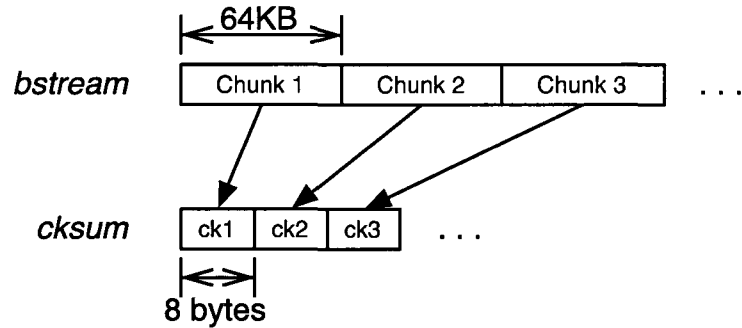 64KB
bstream Chunk 1 Chunk 2 Chunk 3 . . .
cksum ck1 ck2 ck3 . . .
8 bytes